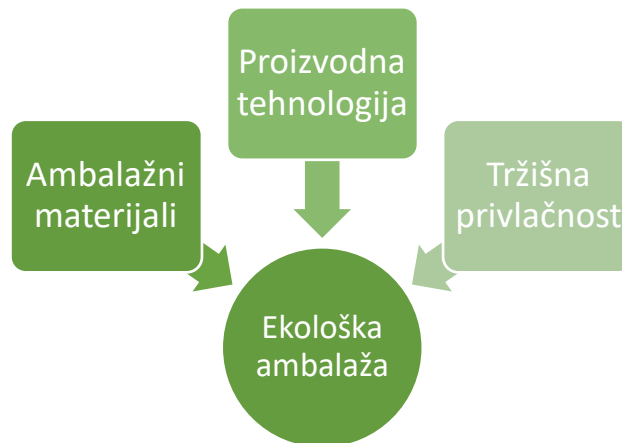 Proizvodna
tehnologija
Ambalažni
materijali
Tržišna
privlačnost
Ekološka
ambalaža